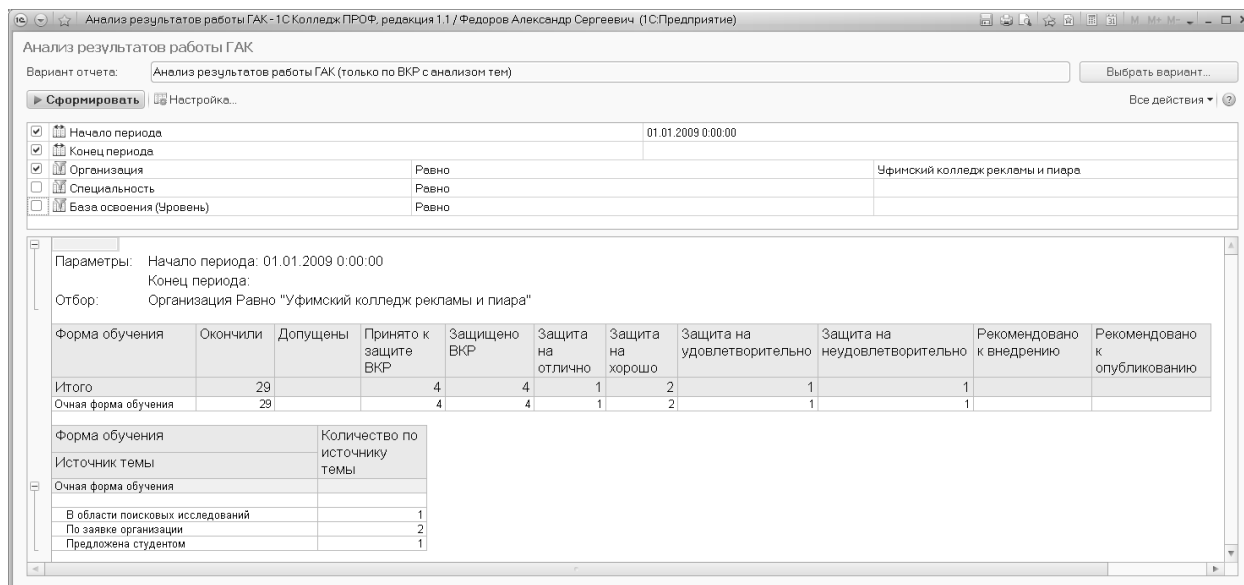 Анализ результатов работы ГАК - 1С Колледж ПРОФ, редакция 1.1 / Федоров Александр Сергеевич (1С:Предприятие)
M M+ M-
Анализ результатов работы ГАК
Вариант отчета: Анализ результатов работы ГАК (только по ВКР с анализом тем) Выбрать вариант...
Сформировать Настройка... Все действия
Начало периода 01.01.2009 0:00:00
Конец периода
Организация Равно Уфимский колледж рекламы и пиара
Специальность Равно
База освоения (Уровень) Равно
Параметры: Начало периода: 01.01.2009 0:00:00
Конец периода:
Отбор: Организация Равно "Уфимский колледж рекламы и пиара"
Форма обучения Окончили Допущены Принято к защите ВКР Защищено ВКР Защита на отлично Защита на хорошо Защита на удовлетворительно Защита на неудовлетворительно Рекомендовано к внедрению Рекомендовано к опубликованию
Итого 29 4 4 1 2 1 1
Очная форма обучения 29 4 4 1 2 1 1
Форма обучения Количество по источнику темы
Источник темы
Очная форма обучения
В области поисковых исследований 1
По заявке организации 2
Предложена студентом 1